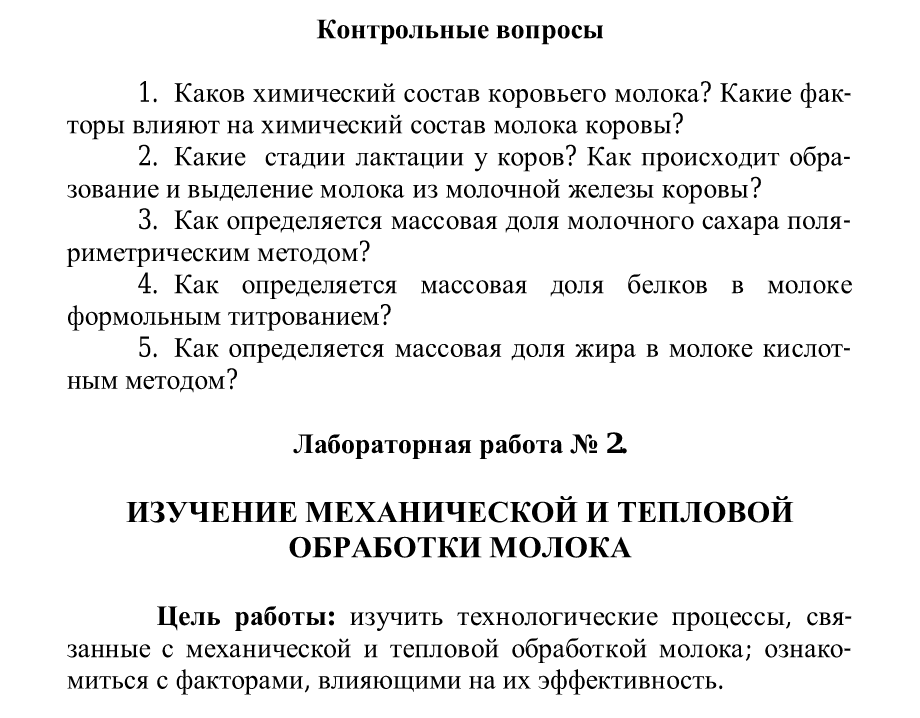 Контрольные вопросы
1. Каков химический состав коровьего молока? Какие фак-
торы влияют на химический состав молока коровы?
2. Какие стадии лактации у коров? Как происходит обра-
зование и выделение молока из молочной железы коровы?
3. Как определяется массовая доля молочного сахара поля-
риметрическим методом?
4. Как определяется массовая доля белков в молоке
формольным титрованием?
5. Как определяется массовая доля жира в молоке кислот-
ным методом?
Лабораторная работа № 2.
ИЗУЧЕНИЕ МЕХАНИЧЕСКОЙ И ТЕПЛОВОЙ
ОБРАБОТКИ МОЛОКА
Цель работы: изучить технологические процессы, свя-
занные с механической и тепловой обработкой молока; ознако-
миться с факторами, влияющими на их эффективность.